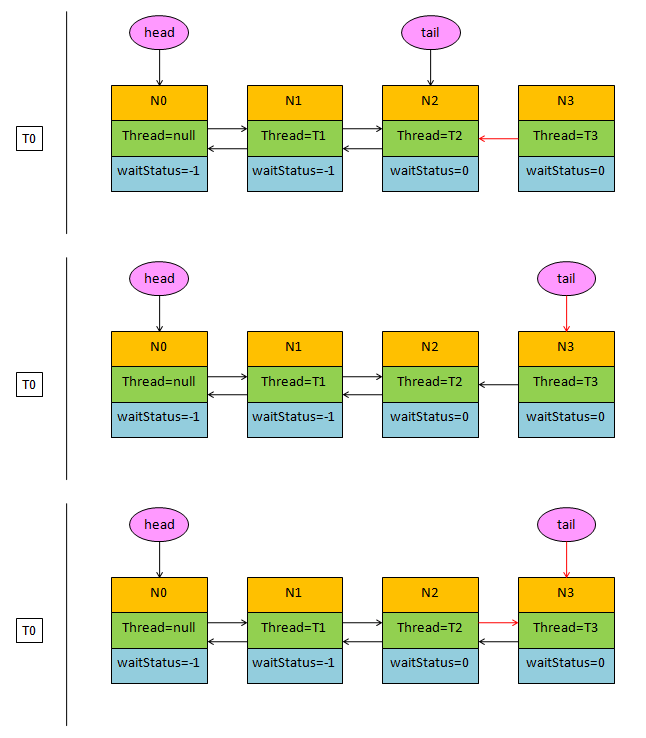 head tail
N0 N1 N2 N3
T0 Thread=null Thread=T1 Thread=T2 Thread=T3
waitStatus=-1 waitStatus=-1 waitStatus=0 waitStatus=0
head tail
N0 N1 N2 N3
T0 Thread=null Thread=T1 Thread=T2 Thread=T3
waitStatus=-1 waitStatus=-1 waitStatus=0 waitStatus=0
head tail
N0 N1 N2 N3
T0 Thread=null Thread=T1 Thread=T2 Thread=T3
waitStatus=-1 waitStatus=-1 waitStatus=0 waitStatus=0